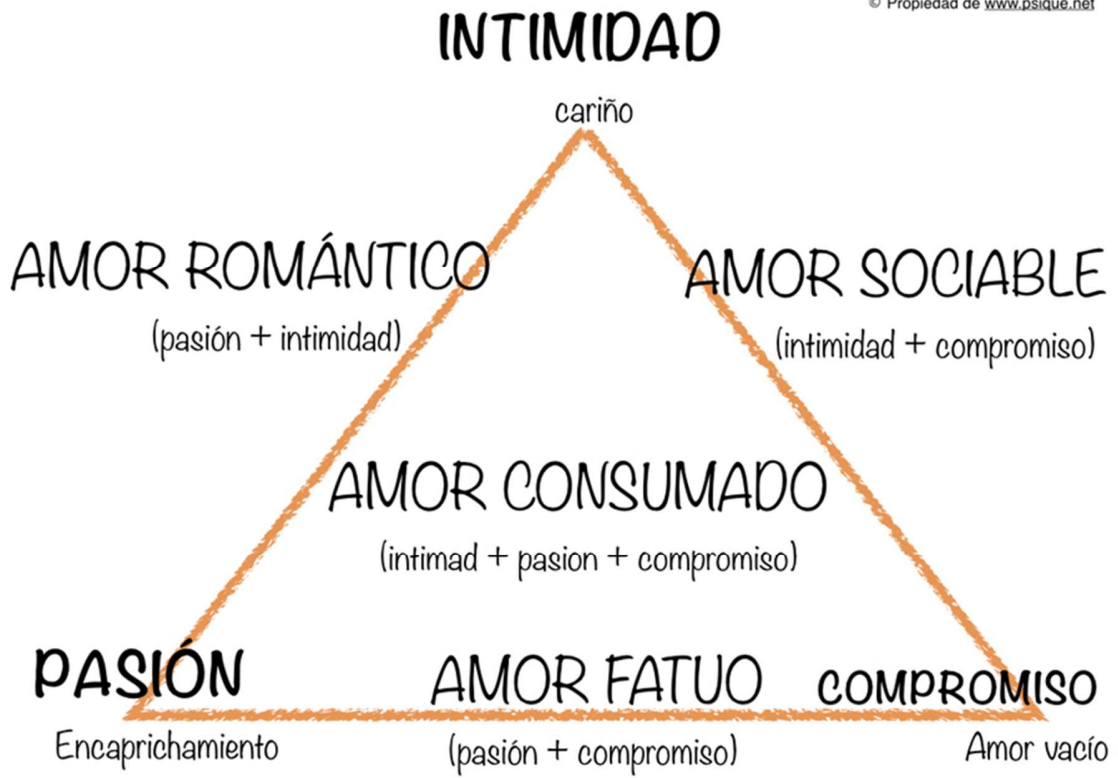 © Propiedad de www.psique.net
INTIMIDAD
cariño
AMOR ROMÁNTICO
(pasión + intimidad)
AMOR SOCIABLE
(intimidad + compromiso)
AMOR CONSUMADO
(intimad + pasion + compromiso)
PASIÓN
Encaprichamiento
AMOR FATUO
(pasión + compromiso)
COMPROMISO
Amor vacío